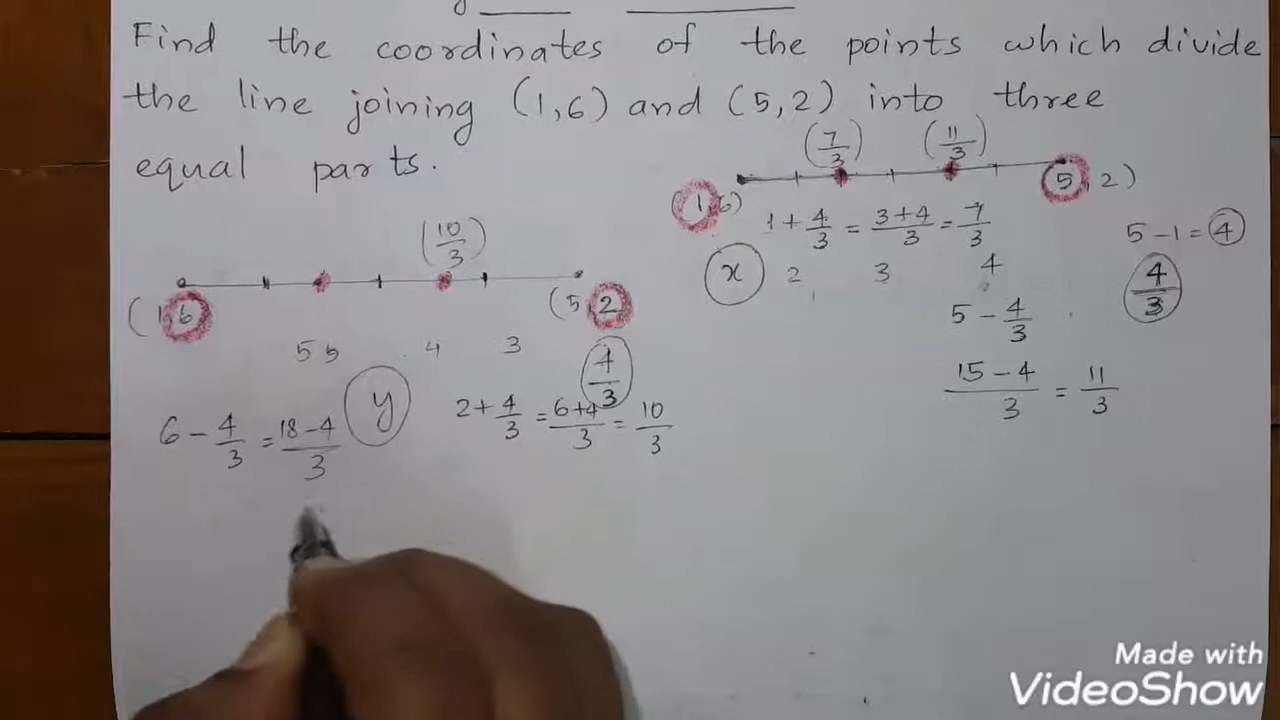 Find the coordinates of the points which divide
the line joining (1,6) and (5,2) into three
equal parts.
(7/3) (11/3)
(1,6) (5,2)
1 + 4/3 = 3+4/3 = 7/3
5 - 1 = 4
x 2 3 4
4/3
5 - 4/3
15 - 4/3 = 11/3
(10/3)
(1,6) (5,2)
5 4 3
4/3
y
6 - 4/3 = 18-4/3
2 + 4/3 = 6+4/3 = 10/3
Made with
VideoShow